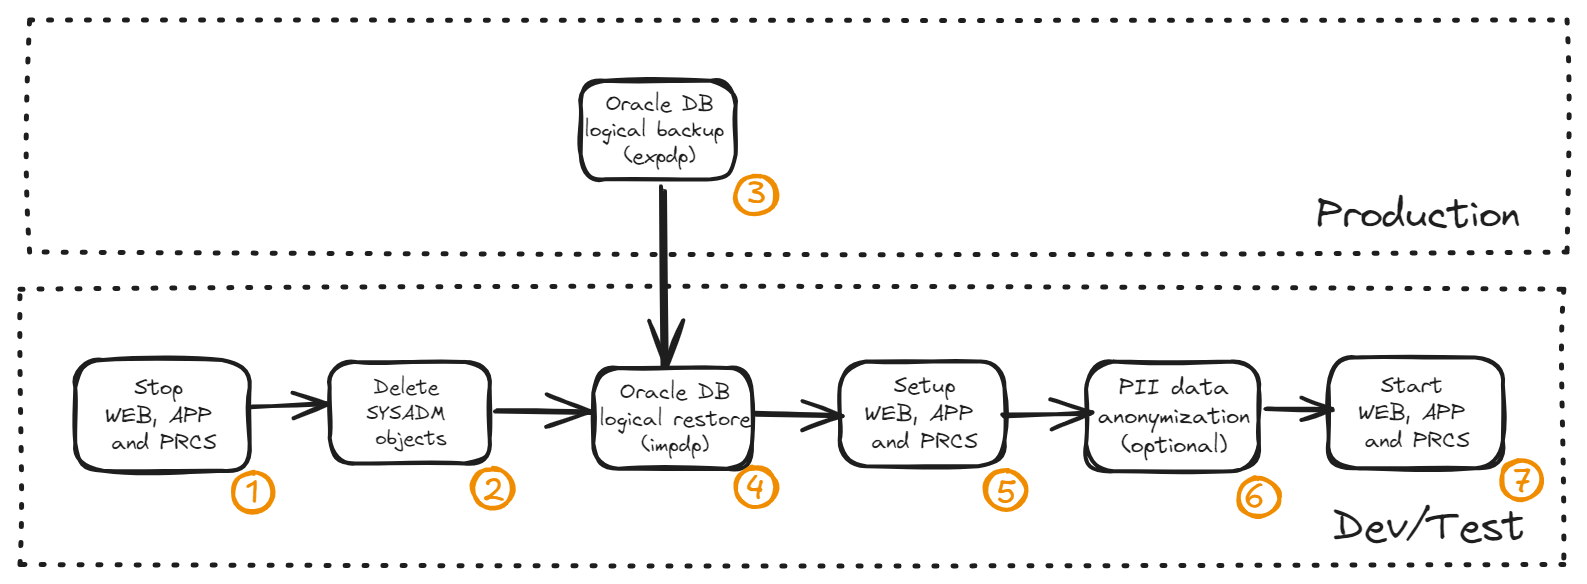 Oracle DB
logical backup
(expdp)
3
Production
Stop
WEB, APP
and PRCS
1
Delete
SYSADM
objects
2
Oracle DB
logical restore
(impdp)
4
Setup
WEB, APP
and PRCS
5
PII data
anonymization
(optional)
6
Start
WEB, APP
and PRCS
7
Dev/Test